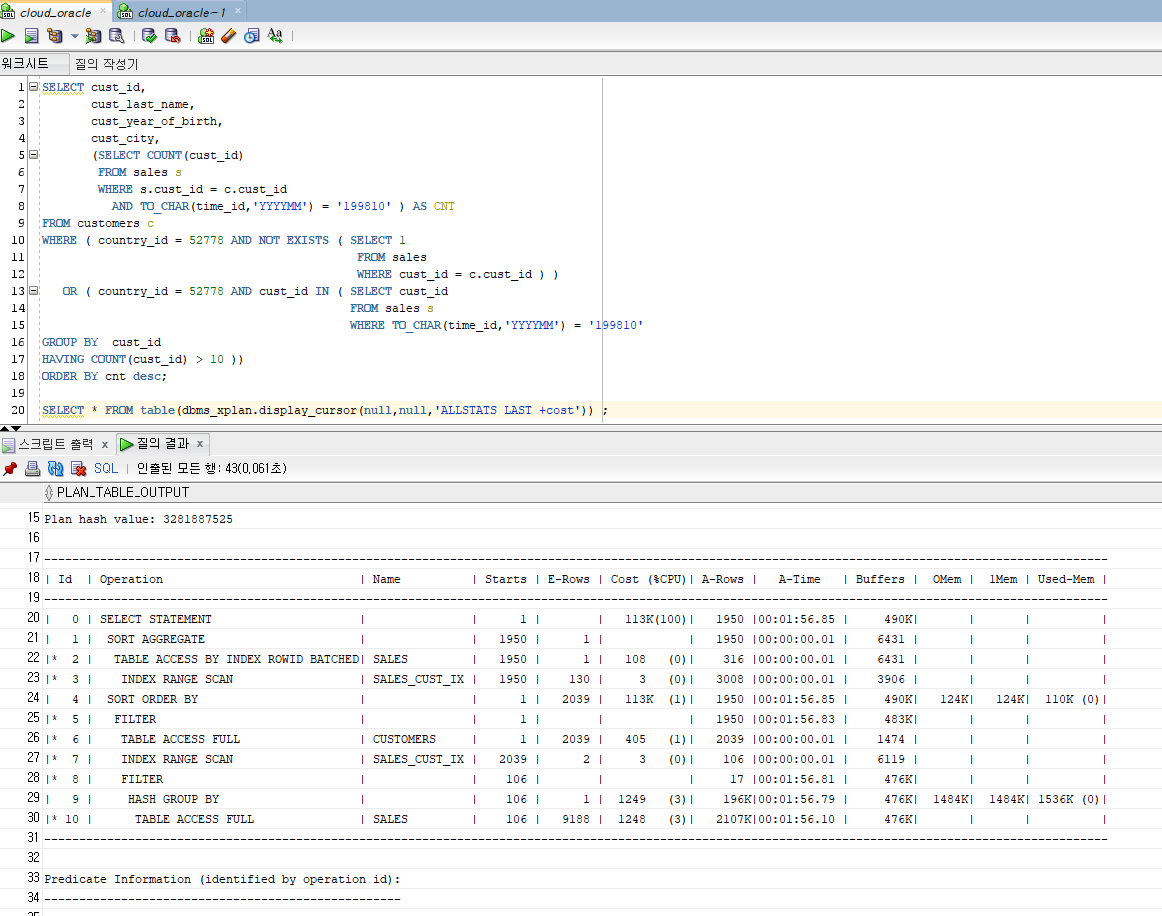 cloud_oracle × cloud_oracle~1 ×
워크시트 질의 작성기
1 SELECT cust_id,
2 cust_last_name,
3 cust_year_of_birth,
4 cust_city,
5 (SELECT COUNT(cust_id)
6 FROM sales s
7 WHERE s.cust_id = c.cust_id
8 AND TO_CHAR(time_id,'YYYYMM') = '199810' ) AS CNT
9 FROM customers c
10 WHERE ( country_id = 52778 AND NOT EXISTS ( SELECT 1
11 FROM sales
12 WHERE cust_id = c.cust_id ) )
13 OR ( country_id = 52778 AND cust_id IN ( SELECT cust_id
14 FROM sales s
15 WHERE TO_CHAR(time_id,'YYYYMM') = '199810'
16 GROUP BY cust_id
17 HAVING COUNT(cust_id) > 10 ))
18 ORDER BY cnt desc;
19
20 SELECT * FROM table(dbms_xplan.display_cursor(null,null,'ALLSTATS LAST +cost')) ;
스크립트 출력 × 질의 결과 ×
SQL | 인출된 모든 행: 43(0,061초)
PLAN_TABLE_OUTPUT
15 Plan hash value: 3281887525
16
17 --------------------------------------------------------------------------------------------------------------------------------------------------------
18 | Id | Operation | Name | Starts | E-Rows | Cost (%CPU)| A-Rows | A-Time | Buffers | OMem | 1Mem | Used-Mem |
19 --------------------------------------------------------------------------------------------------------------------------------------------------------
20 | 0 | SELECT STATEMENT | | 1 | | 113K(100)| 1950 |00:01:56.85 | 490K| | | |
21 | 1 | SORT AGGREGATE | | 1950 | 1 | | 1950 |00:00:00.01 | 6431 | | | |
22 |* 2 | TABLE ACCESS BY INDEX ROWID BATCHED| SALES | 1950 | 1 | 108 (0)| 316 |00:00:00.01 | 6431 | | | |
23 |* 3 | INDEX RANGE SCAN | SALES_CUST_IX | 1950 | 130 | 3 (0)| 3008 |00:00:00.01 | 3906 | | | |
24 | 4 | SORT ORDER BY | | 1 | 2039 | 113K (1)| 1950 |00:01:56.85 | 490K| 124K| 124K| 110K (0)|
25 |* 5 | FILTER | | 1 | | | 1950 |00:01:56.83 | 483K| | | |
26 |* 6 | TABLE ACCESS FULL | CUSTOMERS | 1 | 2039 | 405 (1)| 2039 |00:00:00.01 | 1474 | | | |
27 |* 7 | INDEX RANGE SCAN | SALES_CUST_IX | 2039 | 2 | 3 (0)| 106 |00:00:00.01 | 6119 | | | |
28 |* 8 | FILTER | | 106 | | | 17 |00:01:56.81 | 476K| | | |
29 | 9 | HASH GROUP BY | | 106 | 1 | 1249 (3)| 196K|00:01:56.79 | 476K| 1484K| 1484K| 1536K (0)|
30 |* 10 | TABLE ACCESS FULL | SALES | 106 | 9188 | 1248 (3)| 2107K|00:01:56.10 | 476K| | | |
31 --------------------------------------------------------------------------------------------------------------------------------------------------------
32
33 Predicate Information (identified by operation id):
34 ---------------------------------------------------